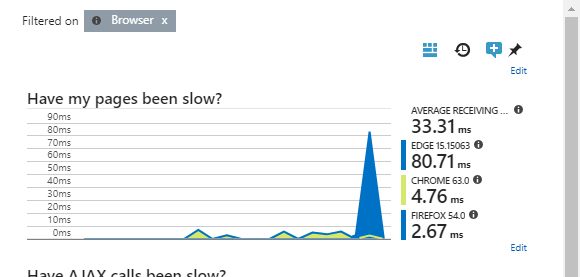 Filtered on Browser x
Edit
Have my pages been slow?
90ms
80ms
70ms
60ms
50ms
40ms
30ms
20ms
10ms
0ms
AVERAGE RECEIVING ...
33.31 ms
EDGE 15.15063
80.71 ms
CHROME 63.0
4.76 ms
FIREFOX 54.0
2.67 ms
Edit
Have AJAX calls been slow?